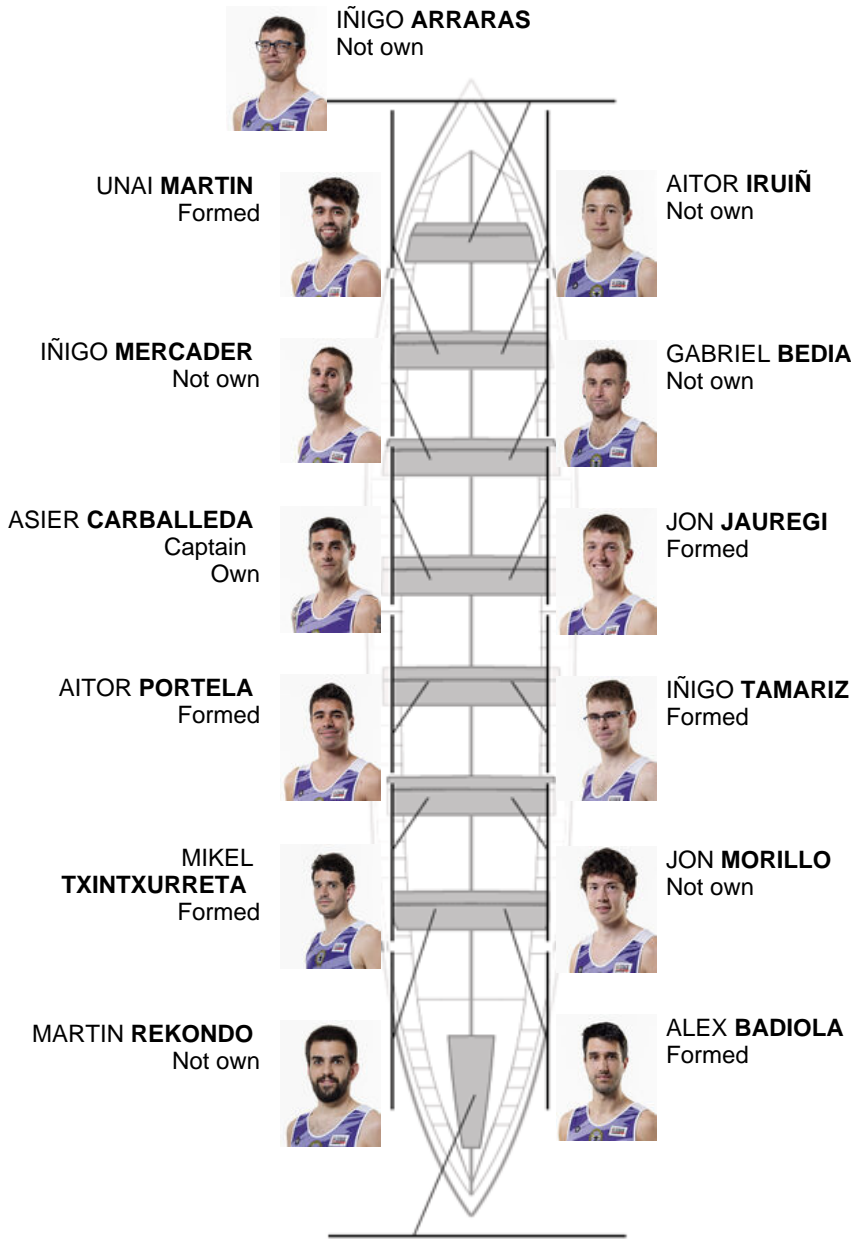 IÑIGO ARRARAS
Not own
UNAI MARTIN
Formed
AITOR IRUIÑ
Not own
IÑIGO MERCADER
Not own
GABRIEL BEDIA
Not own
ASIER CARBALLEDA
Captain
Own
JON JAUREGI
Formed
AITOR PORTELA
Formed
IÑIGO TAMARIZ
Formed
MIKEL
TXINTXURRETA
Formed
JON MORILLO
Not own
MARTIN REKONDO
Not own
ALEX BADIOLA
Formed